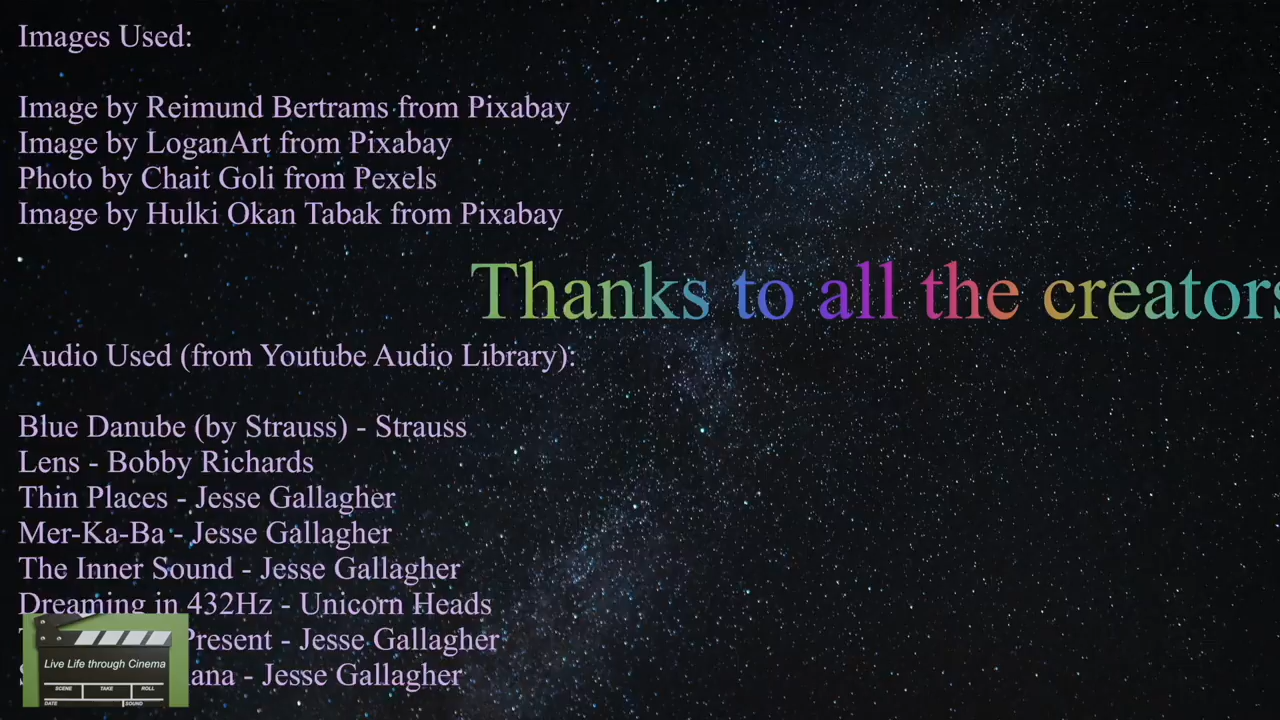 Images Used:
Image by Reimund Bertrams from Pixabay
Image by LoganArt from Pixabay
Photo by Chait Goli from Pexels
Image by Hulki Okan Tabak from Pixabay
Thanks to all the creators
Audio Used (from Youtube Audio Library):
Blue Danube (by Strauss) - Strauss
Lens - Bobby Richards
Thin Places - Jesse Gallagher
Mer-Ka-Ba - Jesse Gallagher
The Inner Sound - Jesse Gallagher
Dreaming in 432Hz - Unicorn Heads
Present - Jesse Gallagher
- Jesse Gallagher
Live Life through Cinema
SCENE TAKE ROLL
DATE SOUND